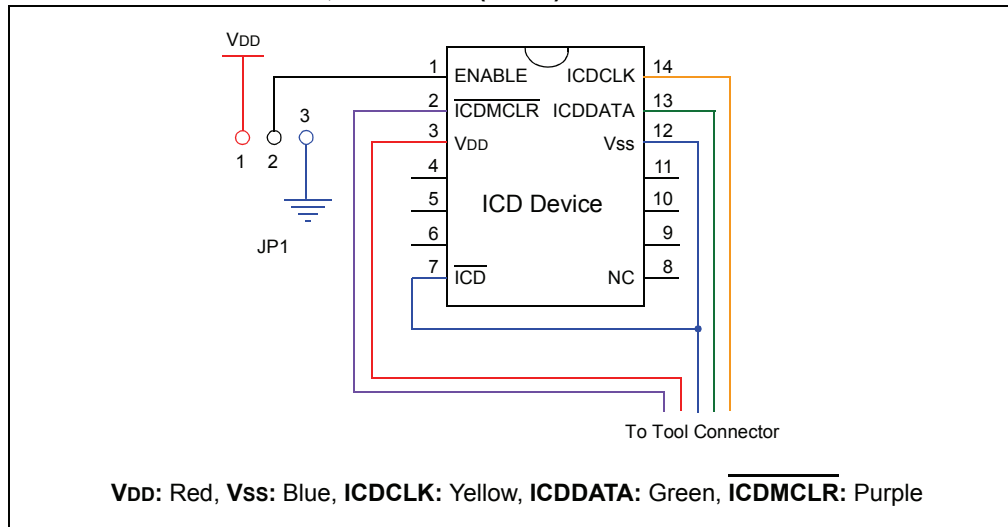 VDD
1 ENABLE ICDCLK 14
2 ICDMCLR ICDDATA 13
3
3 VDD Vss 12
1 2
4 11
ICD Device
5 10
6 9
JP1
7 ICD NC 8
To Tool Connector
VDD: Red, Vss: Blue, ICDCLK: Yellow, ICDDATA: Green, ICDMCLR: Purple